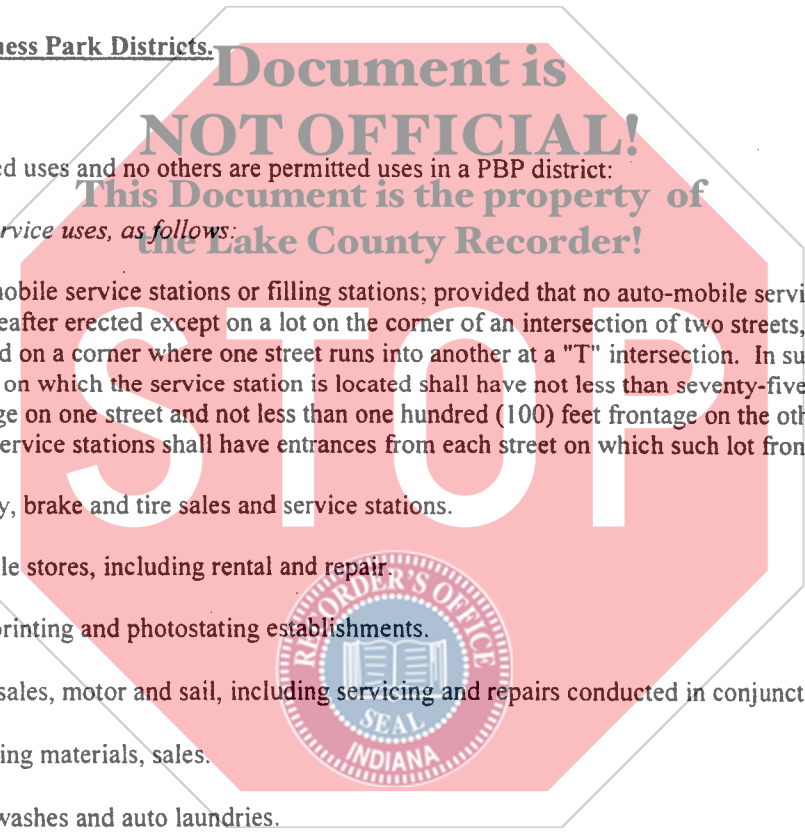 ness Park Districts.
Document is
NOT OFFICIAL!
ed uses and no others are permitted uses in a PBP district:
This Document is the property of
rvice uses, as follows:
the Lake County Recorder!
nobile service stations or filling stations; provided that no auto-mobile servi
eafter erected except on a lot on the corner of an intersection of two streets,
d on a corner where one street runs into another at a "T" intersection. In su
on which the service station is located shall have not less than seventy-five
ge on one street and not less than one hundred (100) feet frontage on the oth
service stations shall have entrances from each street on which such lot fron
STOP
y, brake and tire sales and service stations.
le stores, including rental and repair.
printing and photostating establishments.
sales, motor and sail, including servicing and repairs conducted in conjunct
ing materials, sales.
washes and auto laundries.
RECORDER'S OFFICE
SEAL
INDIANA